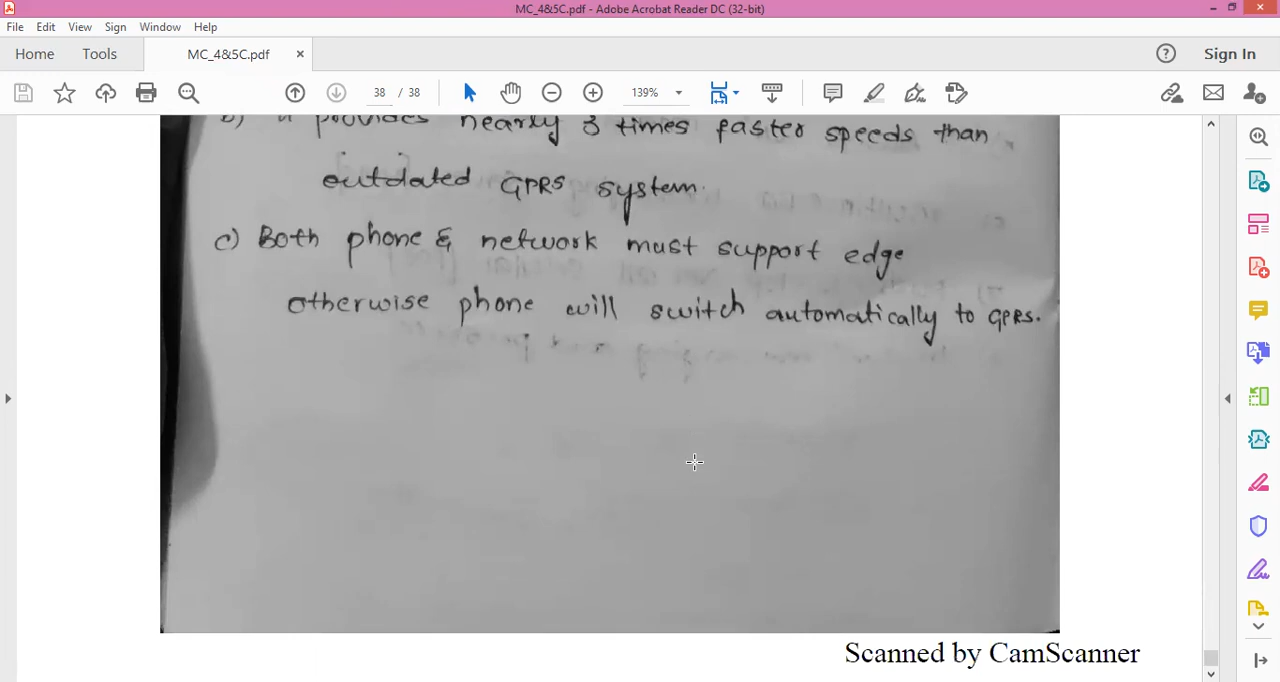 MC_4&5C.pdf - Adobe Acrobat Reader DC (32-bit)
File Edit View Sign Window Help
Home Tools MC_4&5C.pdf × Sign In
38 / 38 139%
b) it provides nearly 3 times faster speeds than
outdated GPRS system.
c) Both phone & network must support edge
otherwise phone will switch automatically to GPRS.
Scanned by CamScanner